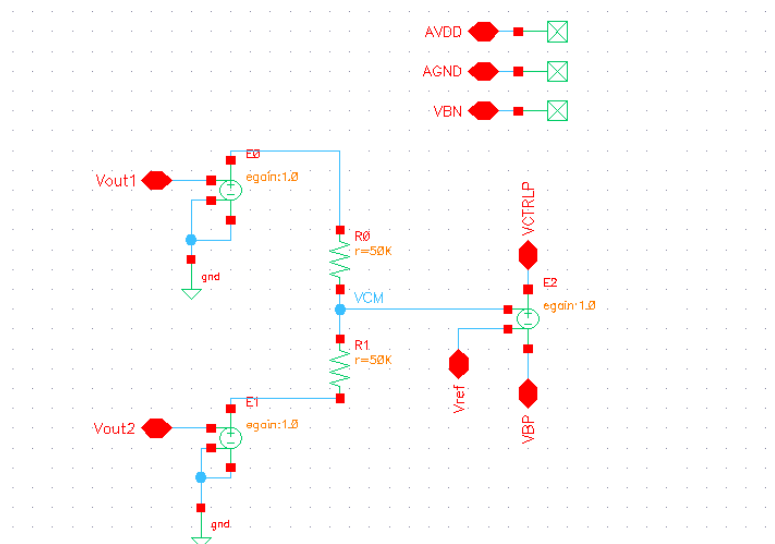 AVDD
AGND
VBN
E0
Vout1
egain:1.0
gnd
R0
r=50K
VCM
VCTRLP
E2
egain:1.0
R1
r=50K
Vref
VBP
E1
Vout2
egain:1.0
gnd